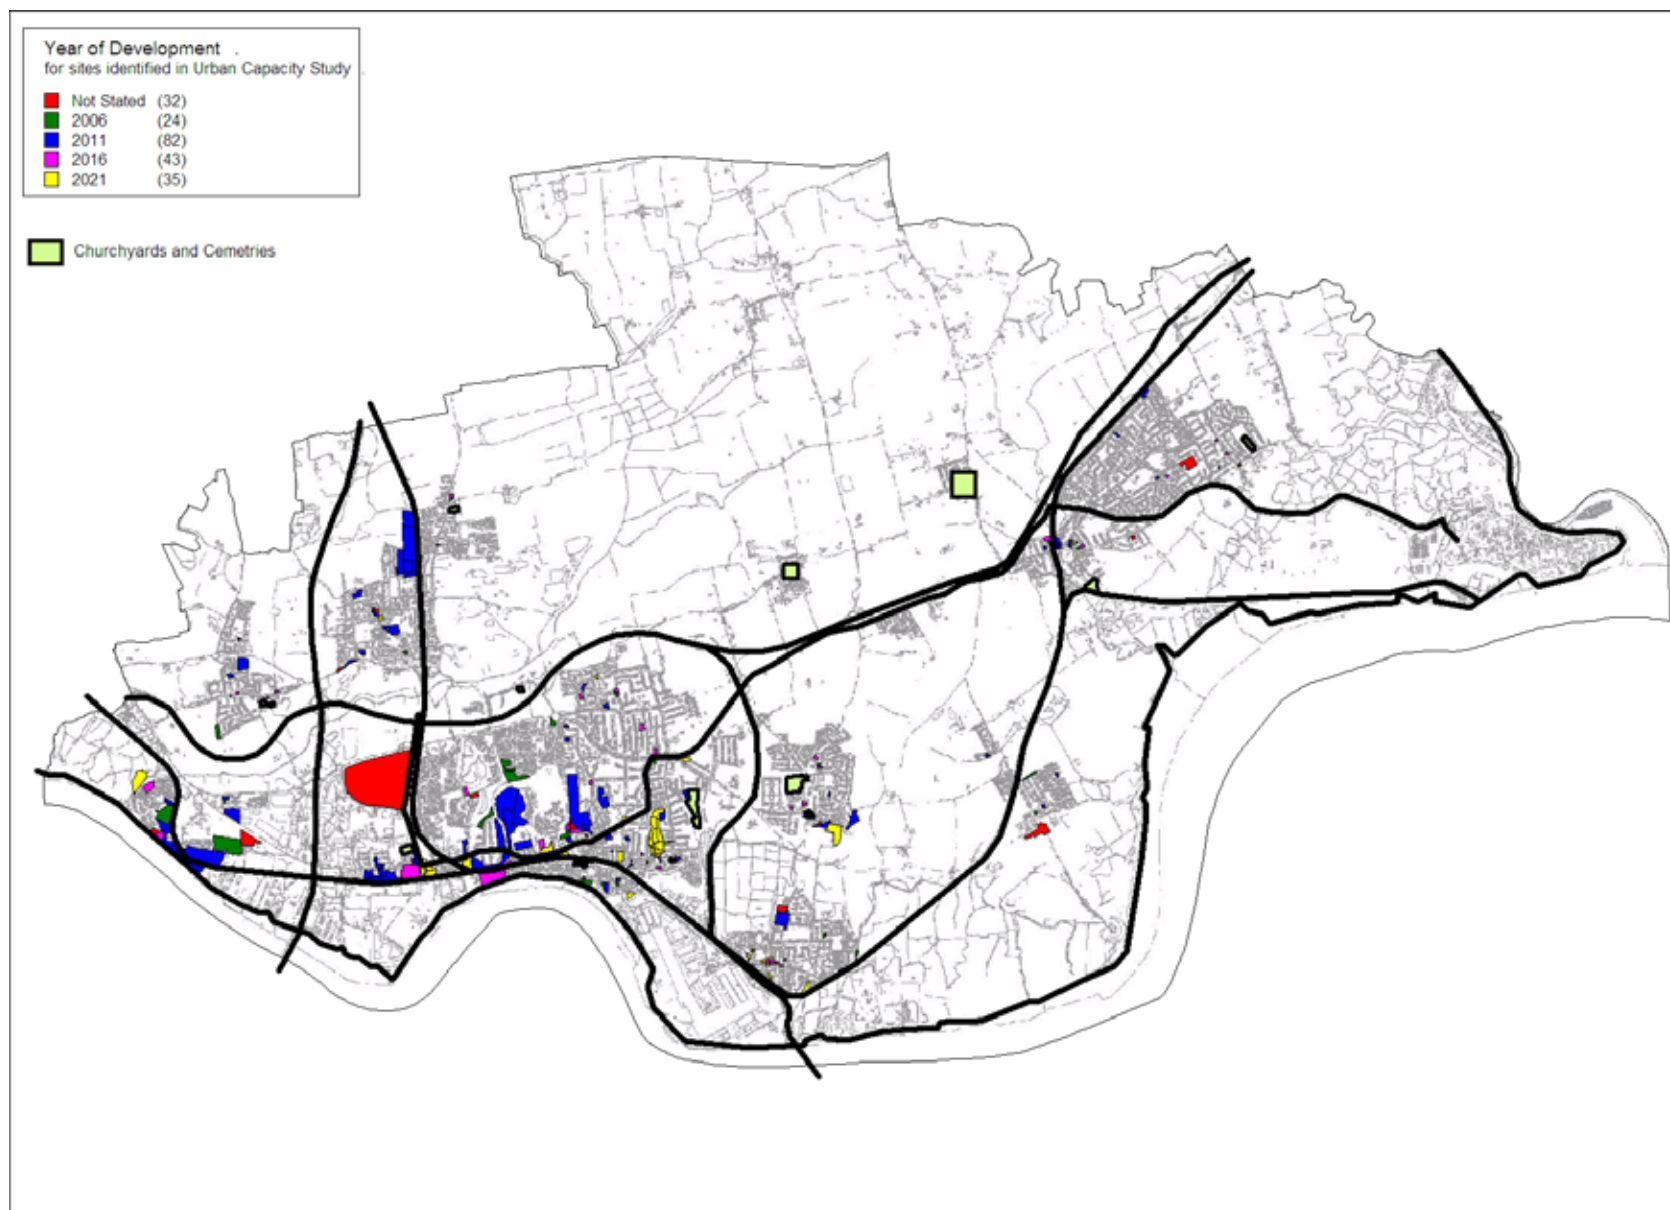 Year of Development .
for sites identified in Urban Capacity Study .
Not Stated (32)
2006 (24)
2011 (82)
2016 (43)
2021 (35)
Churchyards and Cemetries